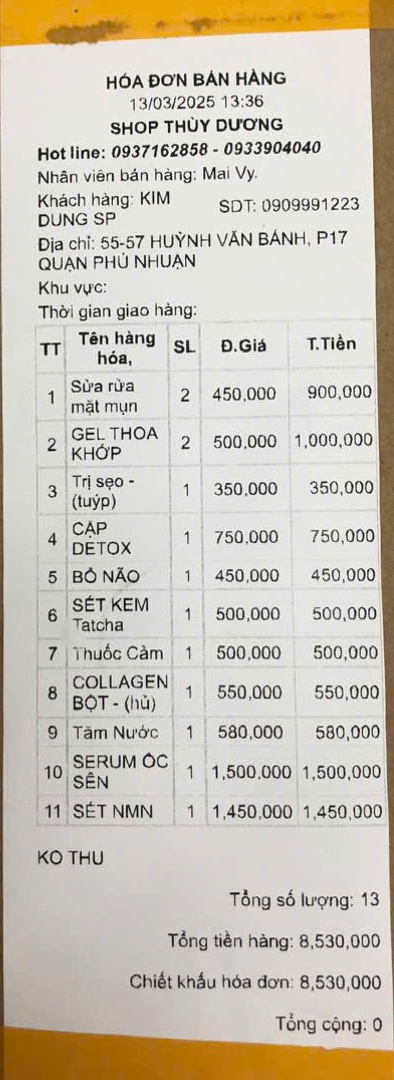 HÓA ĐƠN BÁN HÀNG
13/03/2025 13:36
SHOP THÙY DƯƠNG
Hot line: 0937162858 - 0933904040
Nhân viên bán hàng: Mai Vy.
Khách hàng: KIM DUNG SP SDT: 0909991223
Địa chỉ: 55-57 HUỲNH VĂN BÁNH, P17
QUẬN PHÚ NHUẬN
Khu vực:
Thời gian giao hàng:
TT Tên hàng hóa, SL Đ.Giá T.Tiền
1 Sửa rửa mặt mụn 2 450,000 900,000
2 GEL THOA KHỚP 2 500,000 1,000,000
3 Trị sẹo - (tuýp) 1 350,000 350,000
4 CẶP DETOX 1 750,000 750,000
5 BỔ NÃO 1 450,000 450,000
6 SÉT KEM Tatcha 1 500,000 500,000
7 Thuốc Cảm 1 500,000 500,000
8 COLLAGEN BỘT - (hủ) 1 550,000 550,000
9 Tăm Nước 1 580,000 580,000
10 SERUM ỐC SÊN 1 1,500,000 1,500,000
11 SÉT NMN 1 1,450,000 1,450,000
KO THU
Tổng số lượng: 13
Tổng tiền hàng: 8,530,000
Chiết khấu hóa đơn: 8,530,000
Tổng cộng: 0